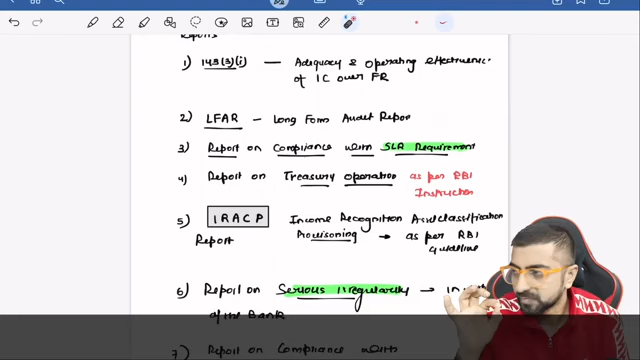 Reports
1) 143(3)(i) — Adequacy & operating effectiveness
of IC over FR
2) LFAR - Long Form Audit Report
3) Report on Compliance with SLR Requirement
4) Report on Treasury operation as per RBI
Instruction
5) IRACP Income Recognition Asset Classification
Report Provisioning → as per RBI
Guideline
6) Report on Serious Irregularity →
of the Bank
7) Report on Compliance with